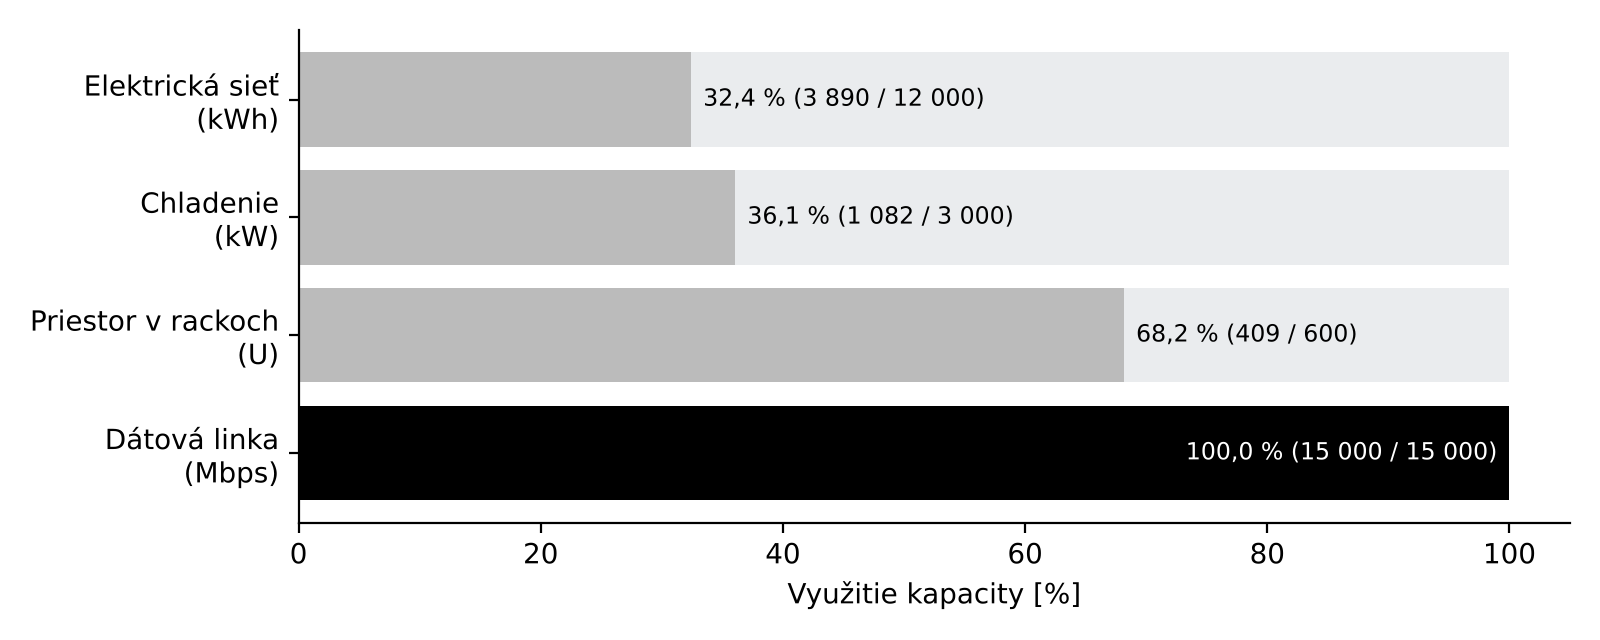 Elektrická sieť
(kWh)
32,4 % (3 890 / 12 000)
Chladenie
(kW)
36,1 % (1 082 / 3 000)
Priestor v rackoch
(U)
68,2 % (409 / 600)
Dátová linka
(Mbps)
100,0 % (15 000 / 15 000)
0 20 40 60 80 100
Využitie kapacity [%]